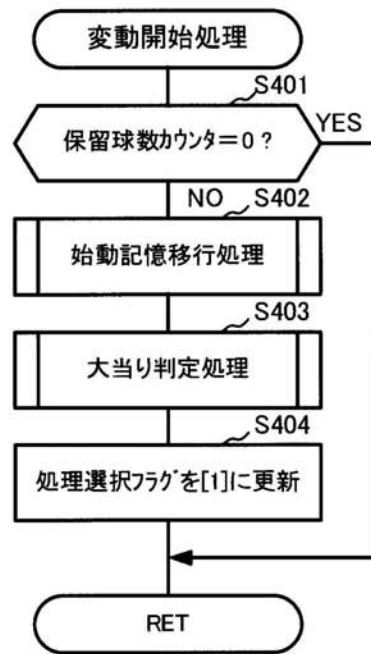 変動開始処理
S401
保留球数カウンタ=0?
YES
NO
S402
始動記憶移行処理
S403
大当り判定処理
S404
処理選択フラグを[1]に更新
RET